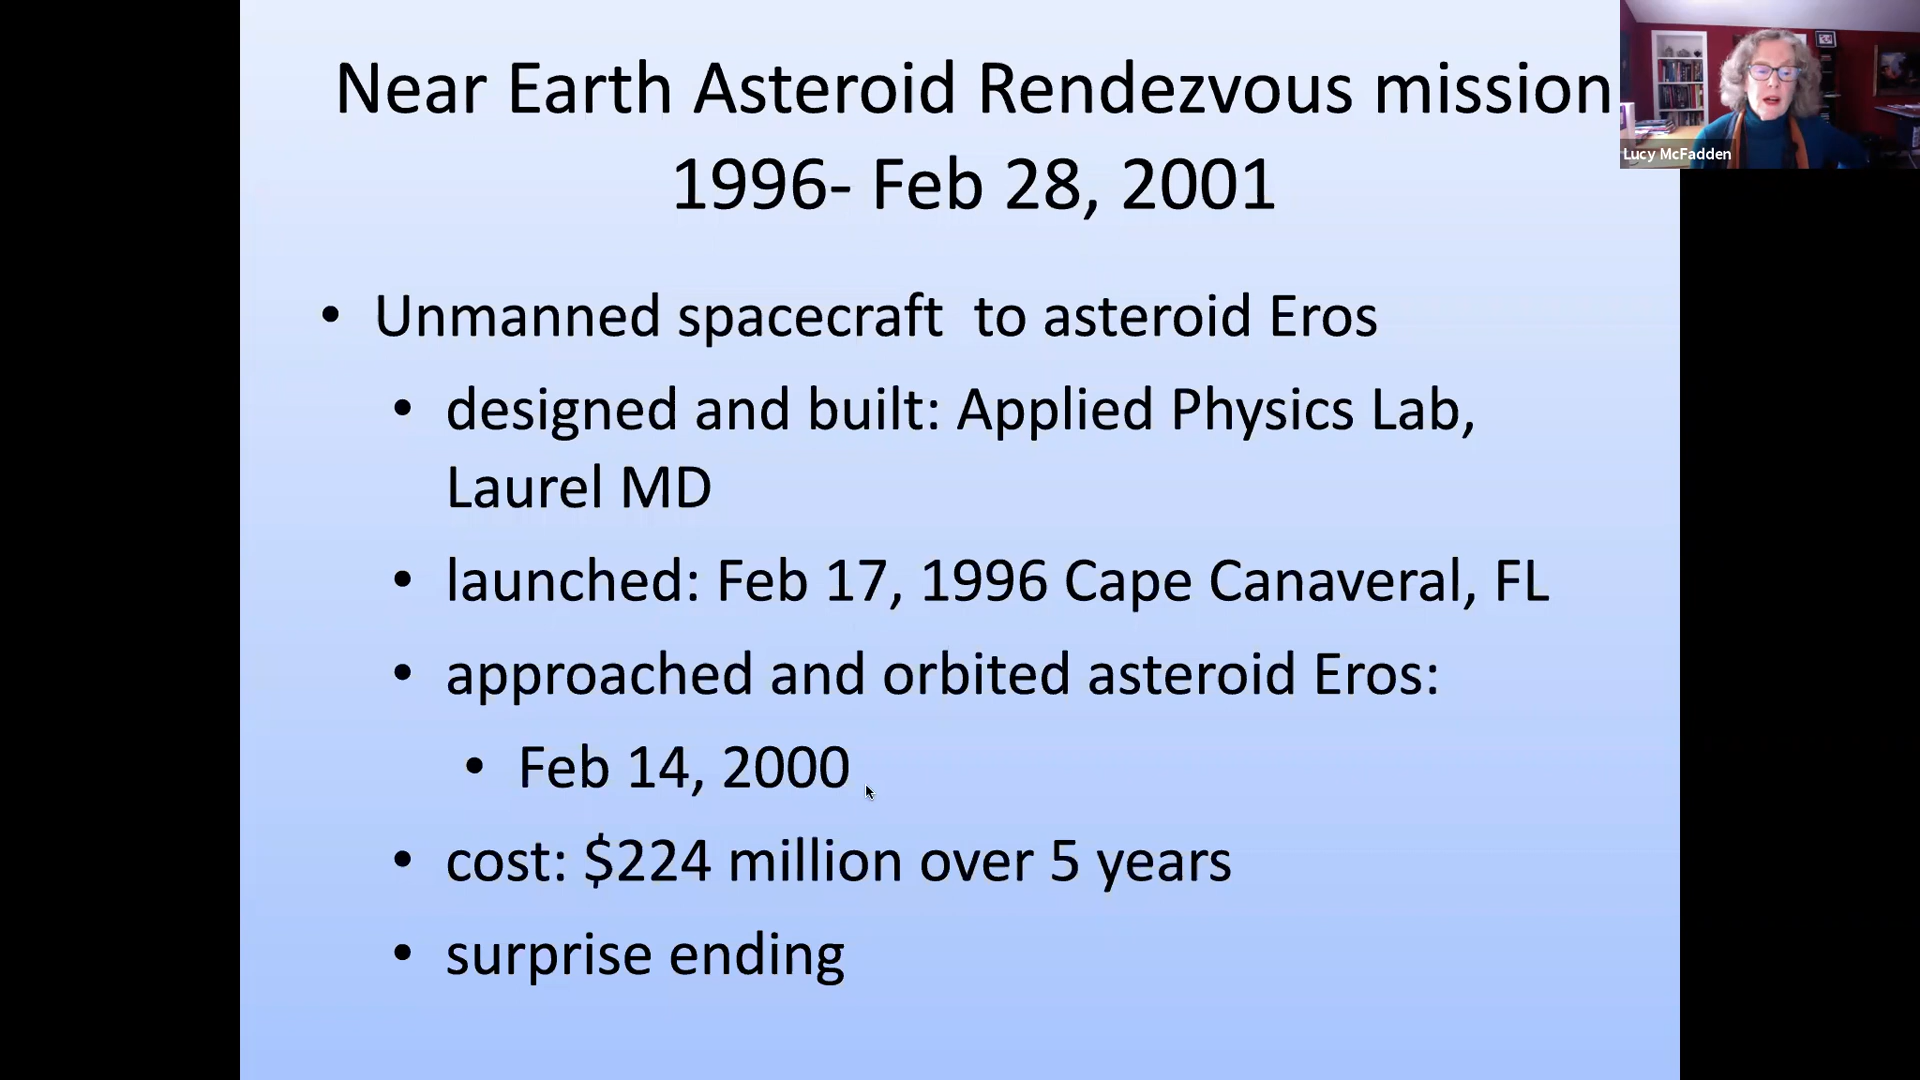 Near Earth Asteroid Rendezvous mission
1996- Feb 28, 2001
• Unmanned spacecraft  to asteroid Eros
• designed and built: Applied Physics Lab,
Laurel MD
• launched: Feb 17, 1996 Cape Canaveral, FL
• approached and orbited asteroid Eros:
• Feb 14, 2000
• cost: $224 million over 5 years
• surprise ending
Lucy McFadden